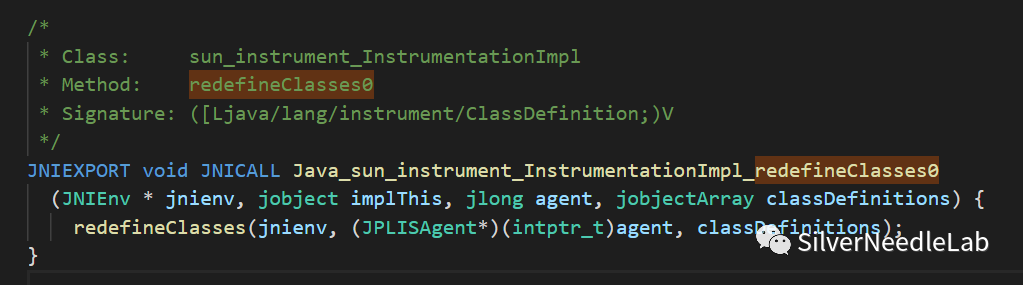 /*
 * Class:     sun_instrument_InstrumentationImpl
 * Method:    redefineClasses0
 * Signature: ([Ljava/lang/instrument/ClassDefinition;)V
 */
JNIEXPORT void JNICALL Java_sun_instrument_InstrumentationImpl_redefineClasses0
  (JNIEnv * jnienv, jobject implThis, jlong agent, jobjectArray classDefinitions) {
    redefineClasses(jnienv, (JPLISAgent*)(intptr_t)agent, classDefinitions);
}
SilverNeedleLab